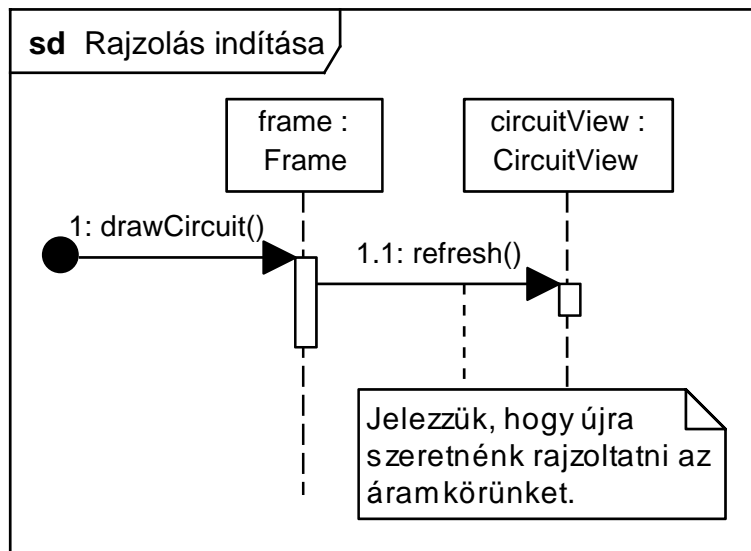 sd Rajzolás indítása
frame :
Frame
circuitView :
CircuitView
1: drawCircuit()
1.1: refresh()
Jelezzük, hogy újra
szeretnénk rajzoltatni az
áramkörünket.